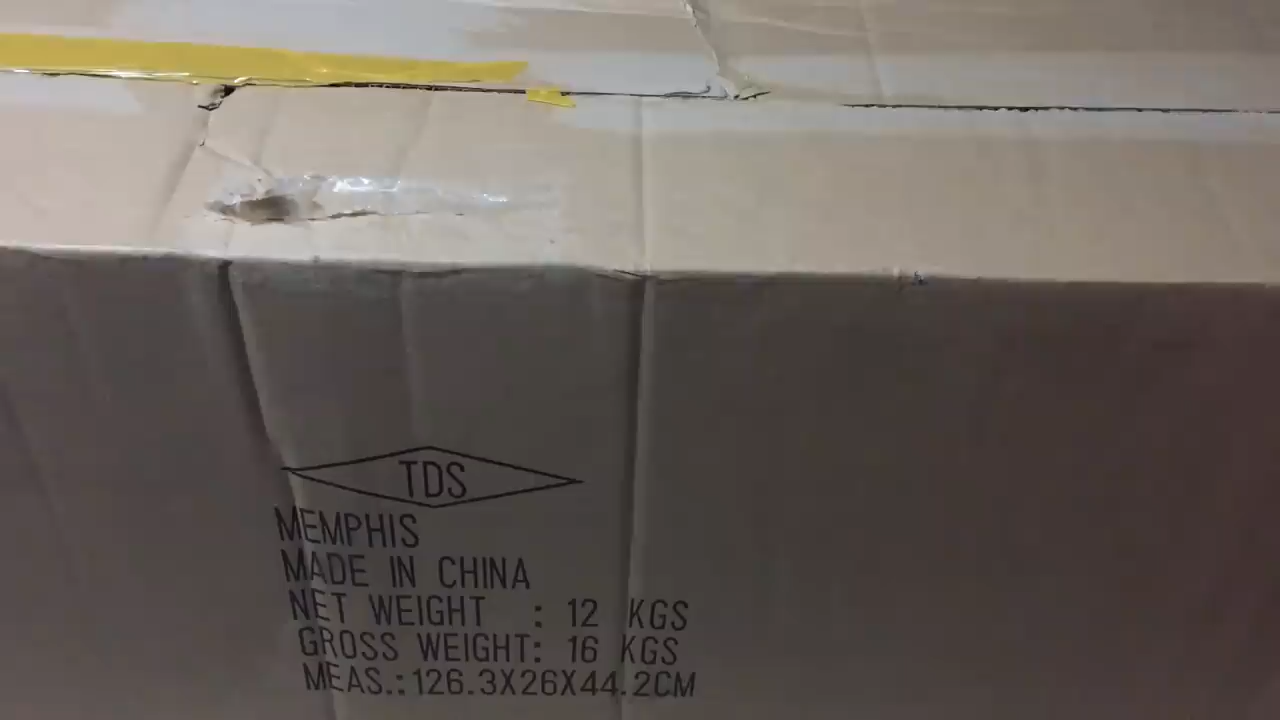 TDS
MEMPHIS
MADE IN CHINA
NET WEIGHT : 12 KGS
GROSS WEIGHT: 16 KGS
MEAS.: 126.3X26X44.2CM